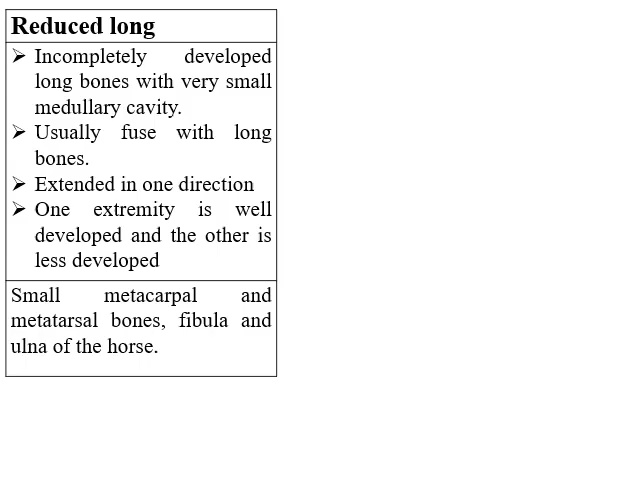 Reduced long
➢ Incompletely developed
long bones with very small
medullary cavity.
➢ Usually fuse with long
bones.
➢ Extended in one direction
➢ One extremity is well
developed and the other is
less developed
Small metacarpal and
metatarsal bones, fibula and
ulna of the horse.